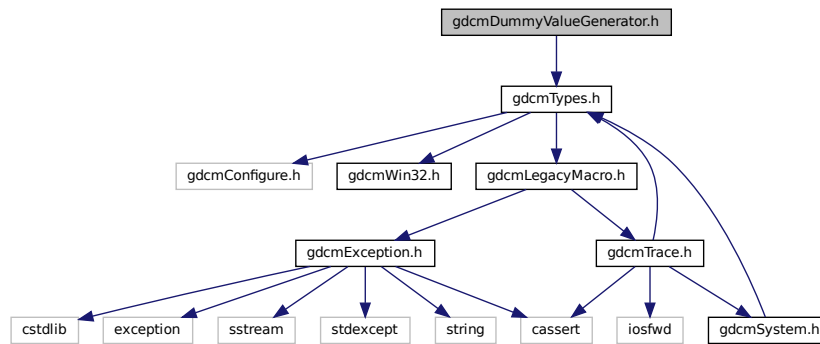 gdcmDummyValueGenerator.h
gdcmTypes.h
gdcmConfigure.h
gdcmWin32.h
gdcmLegacyMacro.h
gdcmException.h
gdcmTrace.h
cstdlib
exception
sstream
stdexcept
string
cassert
iosfwd
gdcmSystem.h